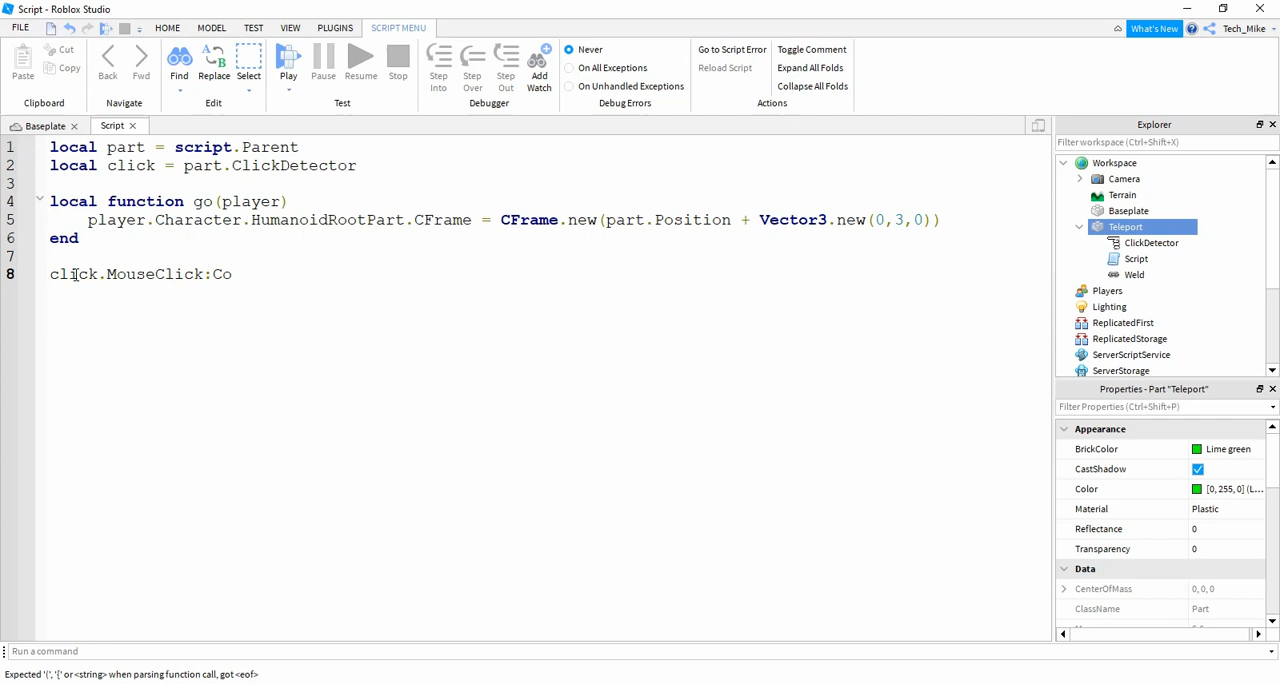 Script - Roblox Studio
FILE HOME MODEL TEST VIEW PLUGINS SCRIPT MENU What's New Tech_Mike
Paste Cut Copy Back Fwd Find Replace Select Play Pause Resume Stop Step Into Step Over Step Out Add Watch
Never
On All Exceptions
On Unhandled Exceptions
Go to Script Error
Reload Script
Toggle Comment
Expand All Folds
Collapse All Folds
Clipboard Navigate Edit Test Debugger Debug Errors Actions
Baseplate Script
1 local part = script.Parent
2 local click = part.ClickDetector
3
4 local function go(player)
5 player.Character.HumanoidRootPart.CFrame = CFrame.new(part.Position + Vector3.new(0,3,0))
6 end
7
8 click.MouseClick:Co
Explorer
Filter workspace (Ctrl+Shift+X)
Workspace
Camera
Terrain
Baseplate
Teleport
ClickDetector
Script
Weld
Players
Lighting
ReplicatedFirst
ReplicatedStorage
ServerScriptService
ServerStorage
Properties - Part "Teleport"
Filter Properties (Ctrl+Shift+P)
Appearance
BrickColor Lime green
CastShadow
Color [0, 255, 0] (L...
Material Plastic
Reflectance 0
Transparency 0
Data
CenterOfMass 0, 0, 0
ClassName Part
Run a command
Expected '(', '{' or <string> when parsing function call, got <eof>